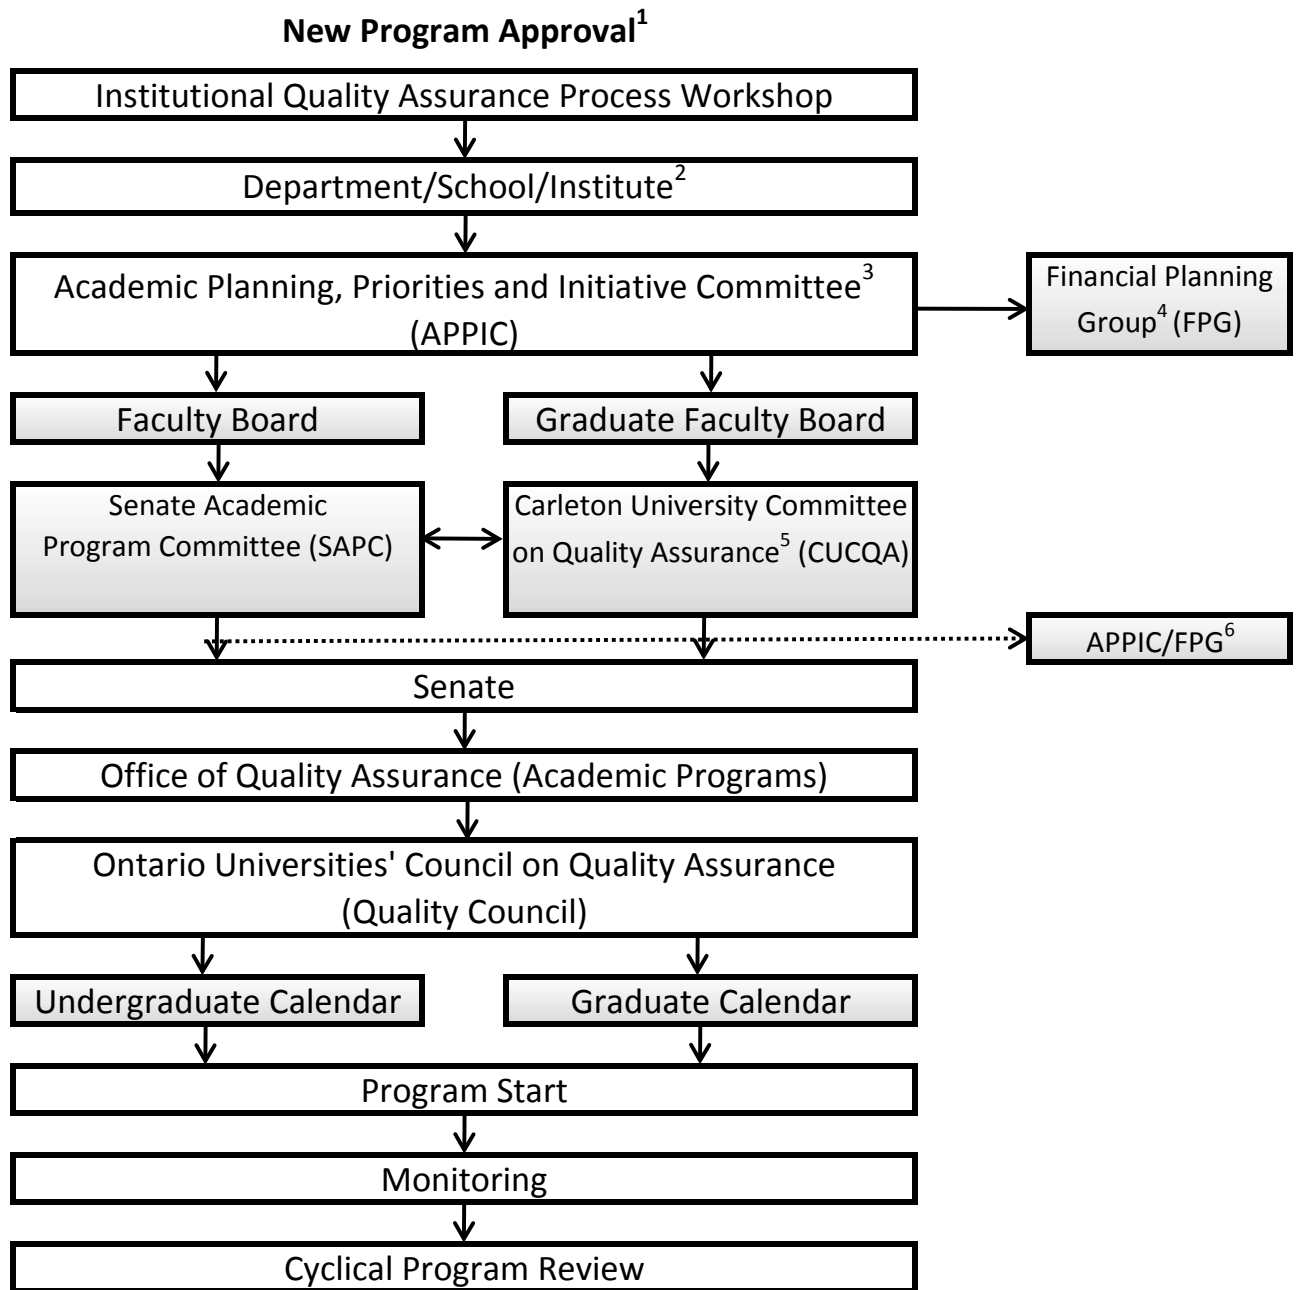 New Program Approval1
Institutional Quality Assurance Process Workshop
Department/School/Institute2
Academic Planning, Priorities and Initiative Committee3
(APPIC)
Financial Planning
Group4 (FPG)
Faculty Board
Graduate Faculty Board
Senate Academic
Program Committee (SAPC)
Carleton University Committee
on Quality Assurance5 (CUCQA)
APPIC/FPG6
Senate
Office of Quality Assurance (Academic Programs)
Ontario Universities' Council on Quality Assurance
(Quality Council)
Undergraduate Calendar
Graduate Calendar
Program Start
Monitoring
Cyclical Program Review